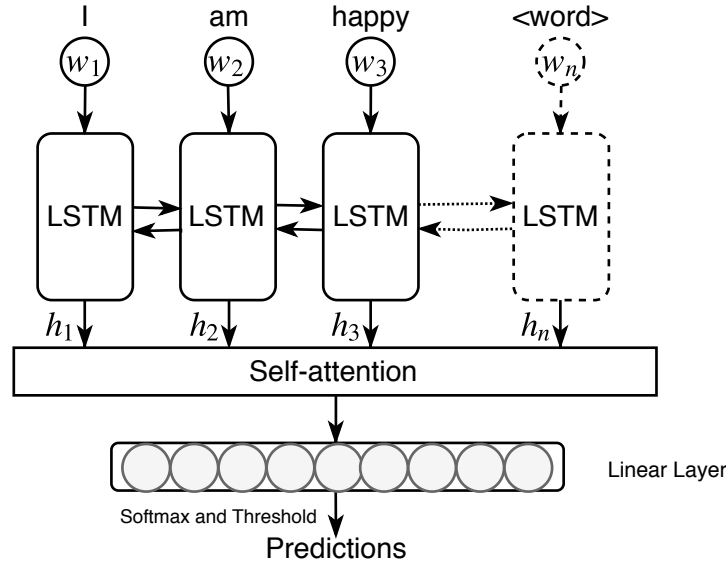 I am happy <word>
w1 w2 w3 wn
LSTM LSTM LSTM LSTM
h1 h2 h3 hn
Self-attention
Linear Layer
Softmax and Threshold
Predictions